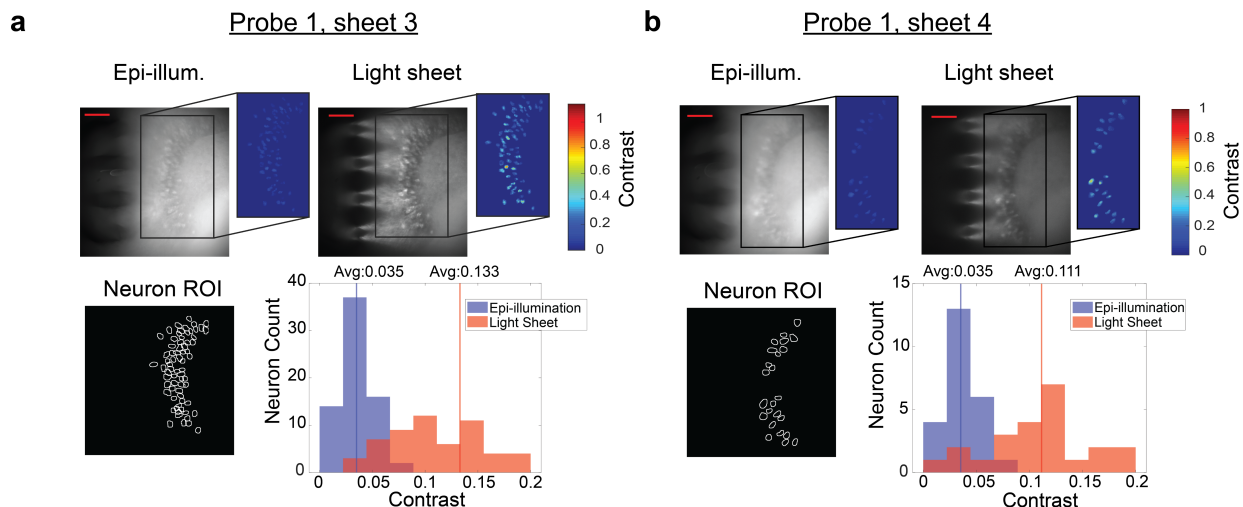 a
Probe 1, sheet 3
Epi-illum.
Light sheet
1
0.8
0.6
0.4
0.2
0
Contrast
Neuron ROI
Avg:0.035
Avg:0.133
40
30
20
10
0
Neuron Count
Epi-illumination
Light Sheet
0
0.05
0.1
0.15
0.2
Contrast
b
Probe 1, sheet 4
Epi-illum.
Light sheet
1
0.8
0.6
0.4
0.2
0
Contrast
Neuron ROI
Avg:0.035
Avg:0.111
15
10
5
0
Neuron Count
Epi-illumination
Light Sheet
0
0.05
0.1
0.15
0.2
Contrast